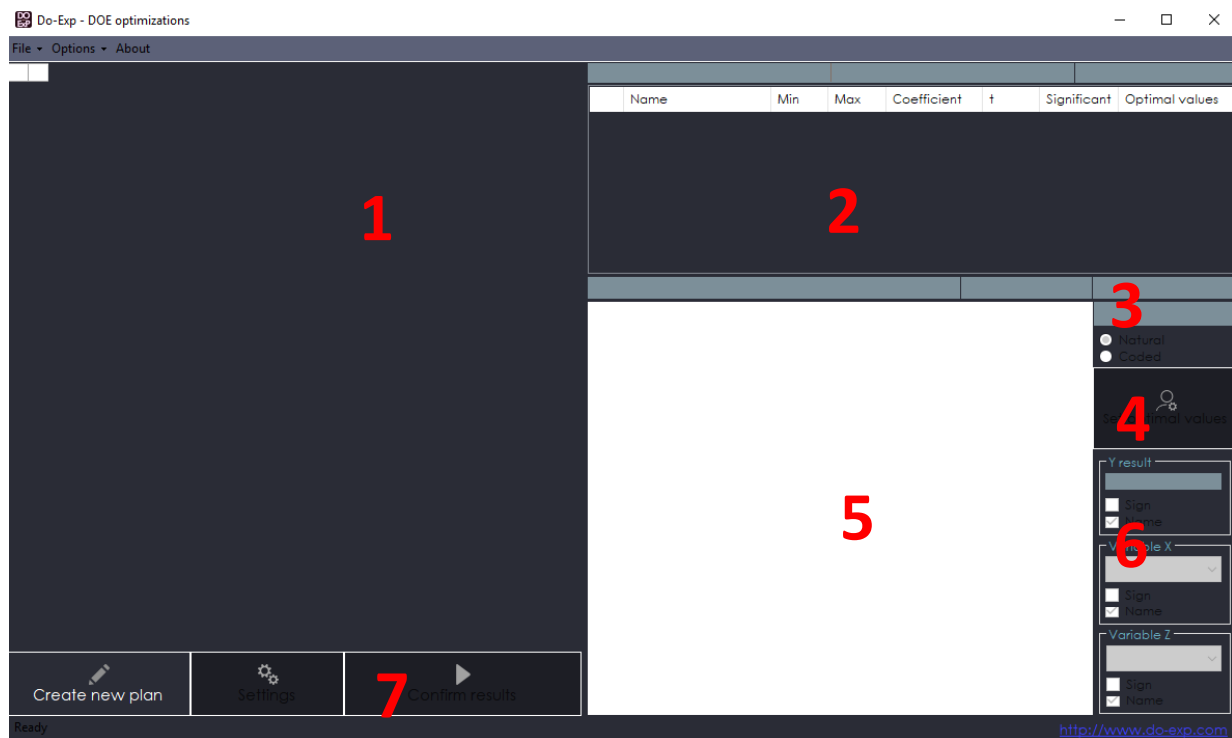 Do-Exp - DOE optimizations
File Options About
Name Min Max Coefficient t Significant Optimal values
1
2
3
Natural
Coded
4
values
Y result
Sign
Name
5
6
Variable X
Sign
Name
Variable Z
Sign
Name
Create new plan Settings Confirm results
7
Ready http://www.do-exp.com